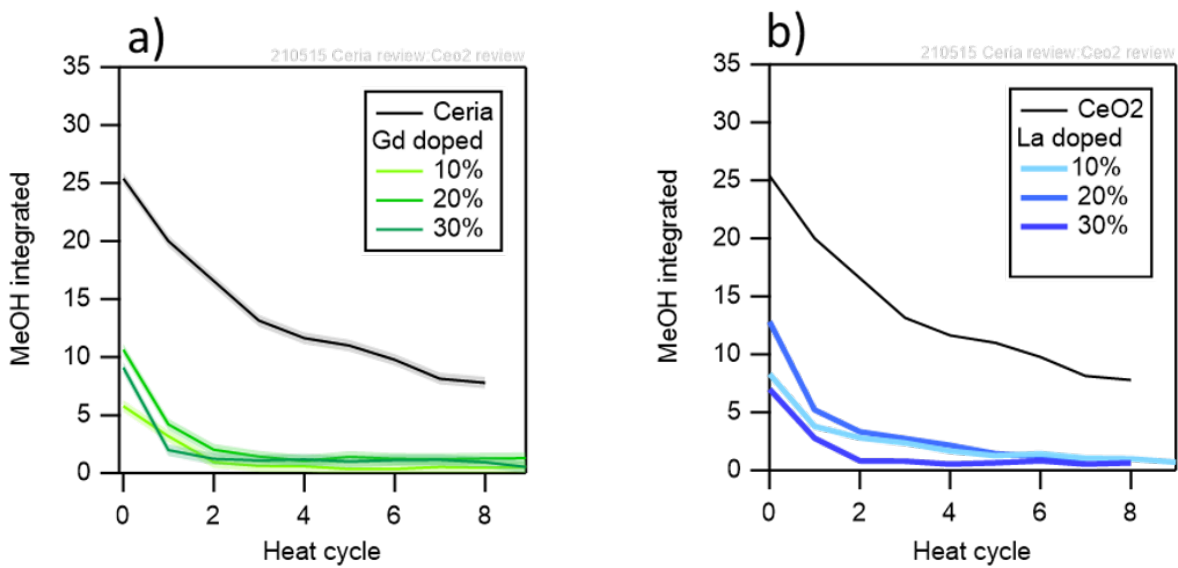 a)
210515 Ceria review:Ceo2 review
35
30
25
20
15
10
5
0
MeOH integrated
Ceria
Gd doped
10%
20%
30%
0 2 4 6 8
Heat cycle
b)
210515 Ceria review:Ceo2 review
35
30
25
20
15
10
5
0
MeOH integrated
CeO2
La doped
10%
20%
30%
0 2 4 6 8
Heat cycle